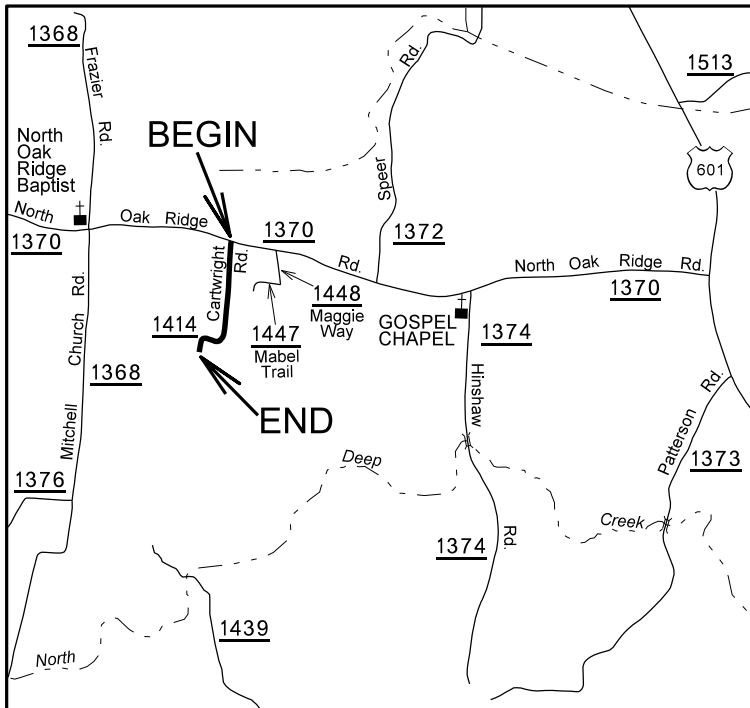 1368
Frazier
Rd.
BEGIN
North
Oak
Ridge
Baptist
North Oak Ridge
1370
1370
Rd.
Cartwright
Rd.
1414
1448
Maggie
Way
1447
Mabel
Trail
END
Speer
Rd.
1372
1513
601
North Oak Ridge Rd.
1370
GOSPEL
CHAPEL
1374
Hinshaw
Rd.
1374
Mitchell Church Rd.
1368
1376
Deep
Creek
Patterson Rd.
1373
1439
North